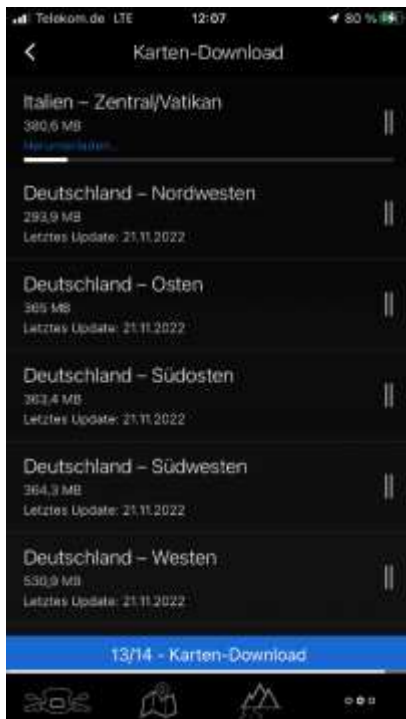 Telekom.de LTE 12:07 80 %
Karten-Download
Italien – Zentral/Vatikan
380,6 MB
Herunterladen...
Deutschland – Nordwesten
293,9 MB
Letztes Update: 21.11.2022
Deutschland – Osten
365 MB
Letztes Update: 21.11.2022
Deutschland – Südosten
363,4 MB
Letztes Update: 21.11.2022
Deutschland – Südwesten
364,3 MB
Letztes Update: 21.11.2022
Deutschland – Westen
530,9 MB
Letztes Update: 21.11.2022
13/14 - Karten-Download